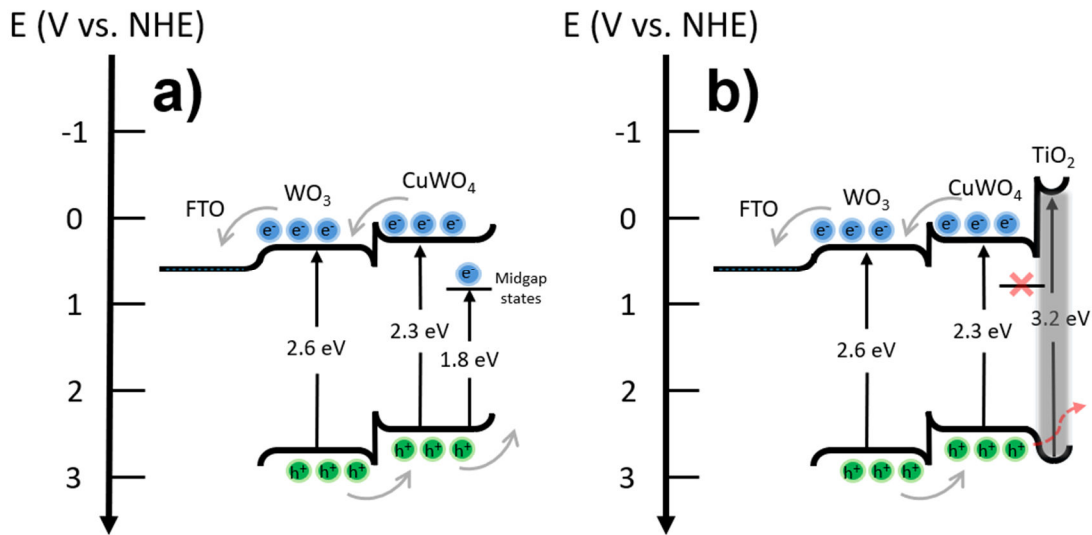 E (V vs. NHE)
a)
-1
0
1
2
3
FTO
WO₃
CuWO₄
e⁻ e⁻ e⁻
e⁻ e⁻ e⁻
e⁻
Midgap
states
2.6 eV
2.3 eV
1.8 eV
h⁺ h⁺ h⁺
h⁺ h⁺ h⁺
E (V vs. NHE)
b)
-1
0
1
2
3
FTO
WO₃
CuWO₄
TiO₂
e⁻ e⁻ e⁻
e⁻ e⁻ e⁻
2.6 eV
2.3 eV
3.2 eV
h⁺ h⁺ h⁺
h⁺ h⁺ h⁺